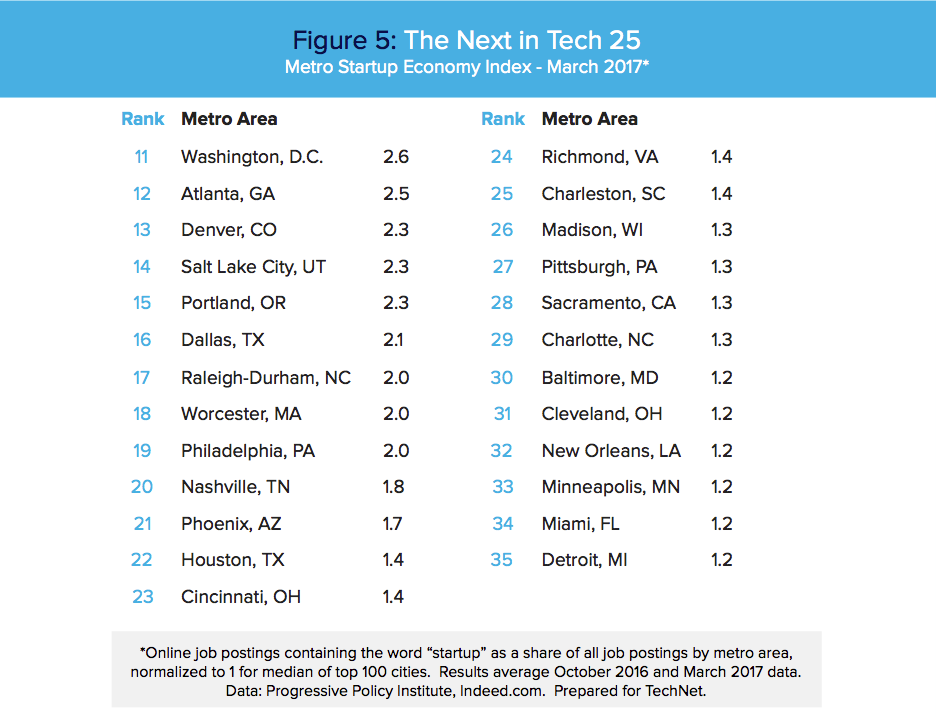 Figure 5: The Next in Tech 25
Metro Startup Economy Index - March 2017*
Rank Metro Area
11 Washington, D.C. 2.6
12 Atlanta, GA 2.5
13 Denver, CO 2.3
14 Salt Lake City, UT 2.3
15 Portland, OR 2.3
16 Dallas, TX 2.1
17 Raleigh-Durham, NC 2.0
18 Worcester, MA 2.0
19 Philadelphia, PA 2.0
20 Nashville, TN 1.8
21 Phoenix, AZ 1.7
22 Houston, TX 1.4
23 Cincinnati, OH 1.4
Rank Metro Area
24 Richmond, VA 1.4
25 Charleston, SC 1.4
26 Madison, WI 1.3
27 Pittsburgh, PA 1.3
28 Sacramento, CA 1.3
29 Charlotte, NC 1.3
30 Baltimore, MD 1.2
31 Cleveland, OH 1.2
32 New Orleans, LA 1.2
33 Minneapolis, MN 1.2
34 Miami, FL 1.2
35 Detroit, MI 1.2
*Online job postings containing the word “startup” as a share of all job postings by metro area,
normalized to 1 for median of top 100 cities. Results average October 2016 and March 2017 data.
Data: Progressive Policy Institute, Indeed.com. Prepared for TechNet.